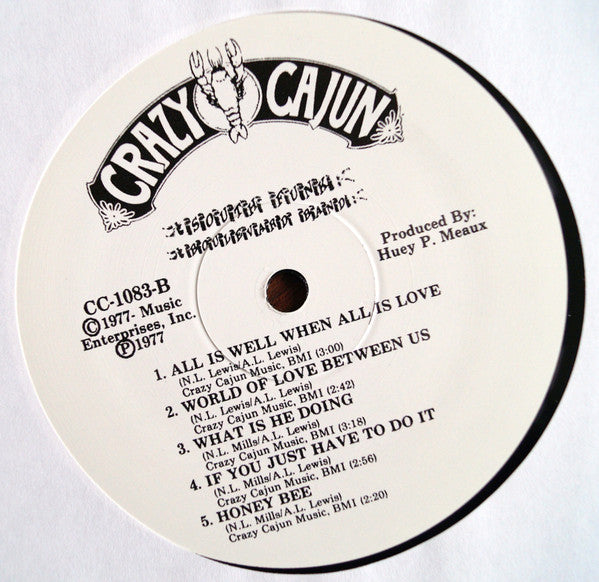 CRAZY CAJUN
SOUTH FUNK
BOULEVARD BAND
Produced By:
Huey P. Meaux
CC-1083-B
©1977- Music
Enterprises, Inc.
℗1977
1. ALL IS WELL WHEN ALL IS LOVE
(N.L. Lewis/A.L. Lewis)
Crazy Cajun Music, BMI (3:00)
2. WORLD OF LOVE BETWEEN US
(N.L. Lewis/A.L. Lewis)
Crazy Cajun Music, BMI (2:42)
3. WHAT IS HE DOING
(N.L. Mills/A.L. Lewis)
Crazy Cajun Music, BMI (3:18)
4. IF YOU JUST HAVE TO DO IT
(N.L. Mills/A.L. Lewis)
Crazy Cajun Music, BMI (2:56)
5. HONEY BEE
(N.L. Mills/A.L. Lewis)
Crazy Cajun Music, BMI (2:20)